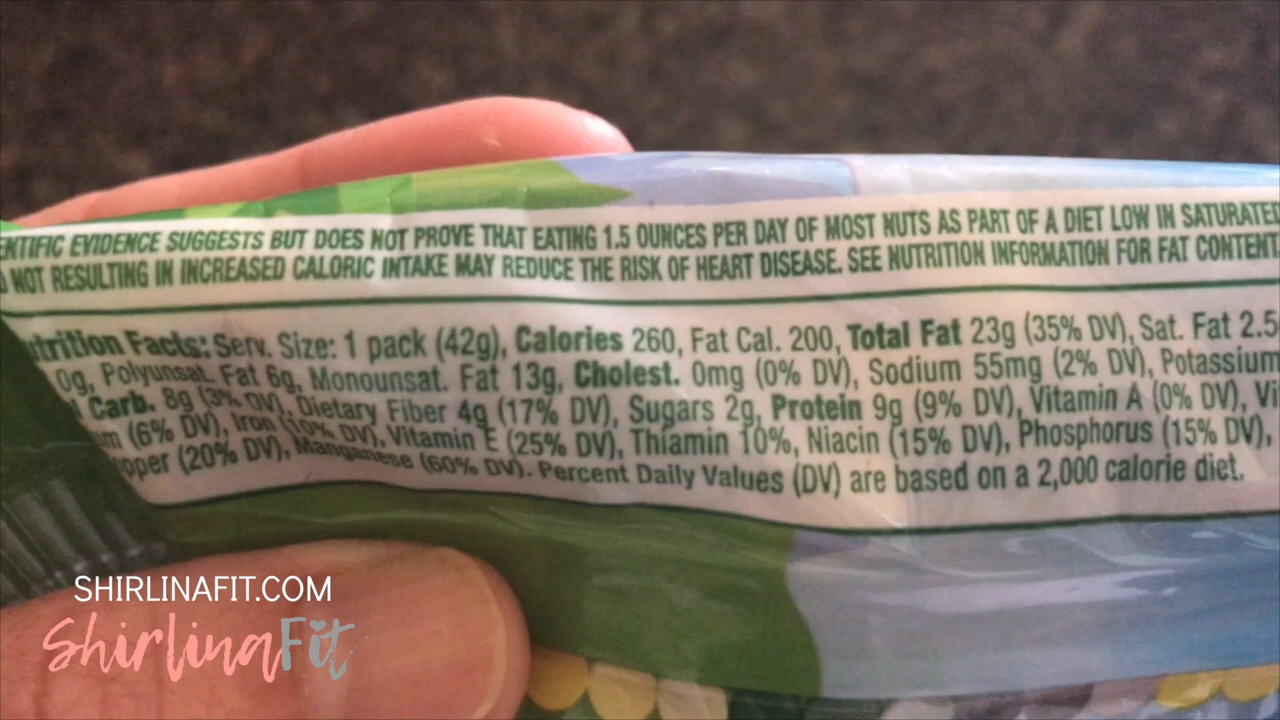 ENTIFIC EVIDENCE SUGGESTS BUT DOES NOT PROVE THAT EATING 1.5 OUNCES PER DAY OF MOST NUTS AS PART OF A DIET LOW IN SATURATED
NOT RESULTING IN INCREASED CALORIC INTAKE MAY REDUCE THE RISK OF HEART DISEASE. SEE NUTRITION INFORMATION FOR FAT CONTENT
trition Facts: Serv. Size: 1 pack (42g), Calories 260, Fat Cal. 200, Total Fat 23g (35% DV), Sat. Fat 2.5
0g, Polyunsat. Fat 6g, Monounsat. Fat 13g, Cholest. 0mg (0% DV), Sodium 55mg (2% DV), Potassium
Carb. 8g (3% DV), Dietary Fiber 4g (17% DV), Sugars 2g, Protein 9g (9% DV), Vitamin A (0% DV), Vi
m (6% DV), Iron (10% DV), Vitamin E (25% DV), Thiamin 10%, Niacin (15% DV), Phosphorus (15% DV),
pper (20% DV), Manganese (60% DV). Percent Daily Values (DV) are based on a 2,000 calorie diet.
SHIRLINAFIT.COM
ShirlinaFit